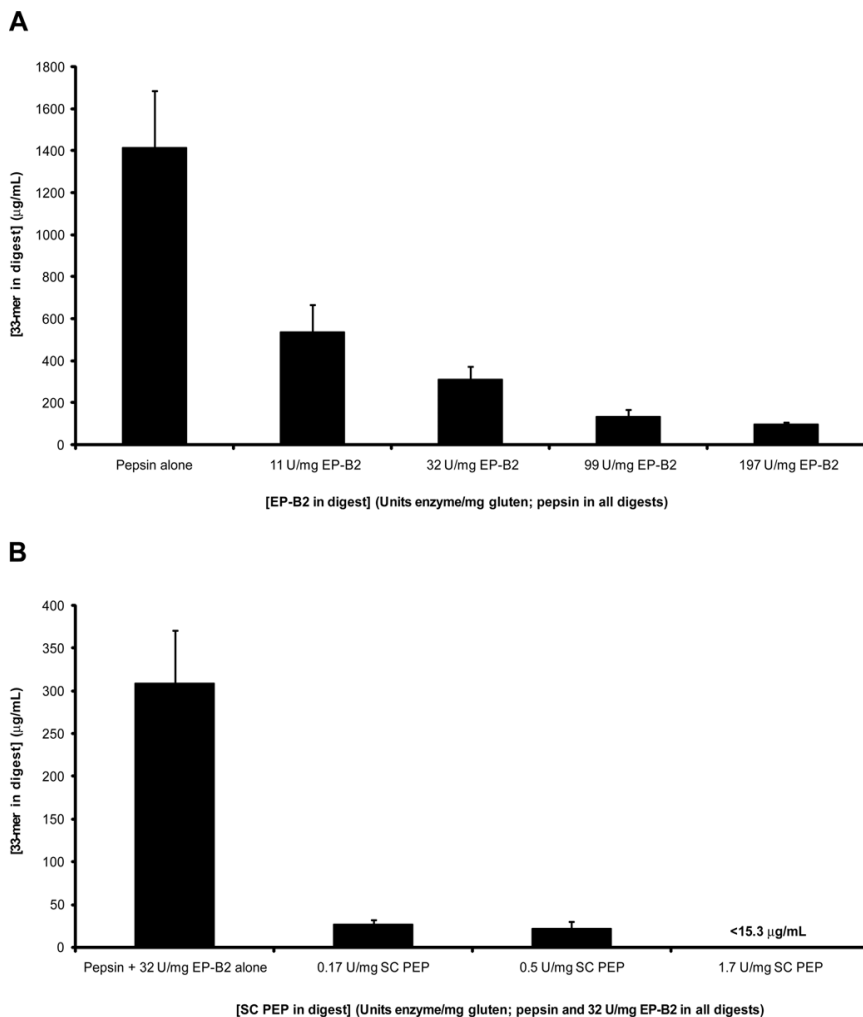 A
1800
1600
1400
1200
1000
800
600
400
200
0
[33-mer in digest] (µg/mL)
Pepsin alone 11 U/mg EP-B2 32 U/mg EP-B2 99 U/mg EP-B2 197 U/mg EP-B2
[EP-B2 in digest] (Units enzyme/mg gluten; pepsin in all digests)
B
400
350
300
250
200
150
100
50
0
[33-mer in digest] (µg/mL)
<15.3 µg/mL
Pepsin + 32 U/mg EP-B2 alone 0.17 U/mg SC PEP 0.5 U/mg SC PEP 1.7 U/mg SC PEP
[SC PEP in digest] (Units enzyme/mg gluten; pepsin and 32 U/mg EP-B2 in all digests)